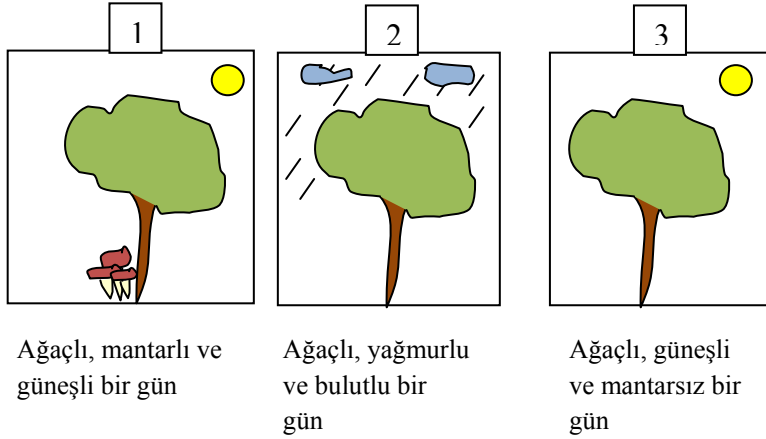 1
2
3
Ağaçlı, mantarlı ve
güneşli bir gün
Ağaçlı, yağmurlu
ve bulutlu bir
gün
Ağaçlı, güneşli
ve mantarsız bir
gün